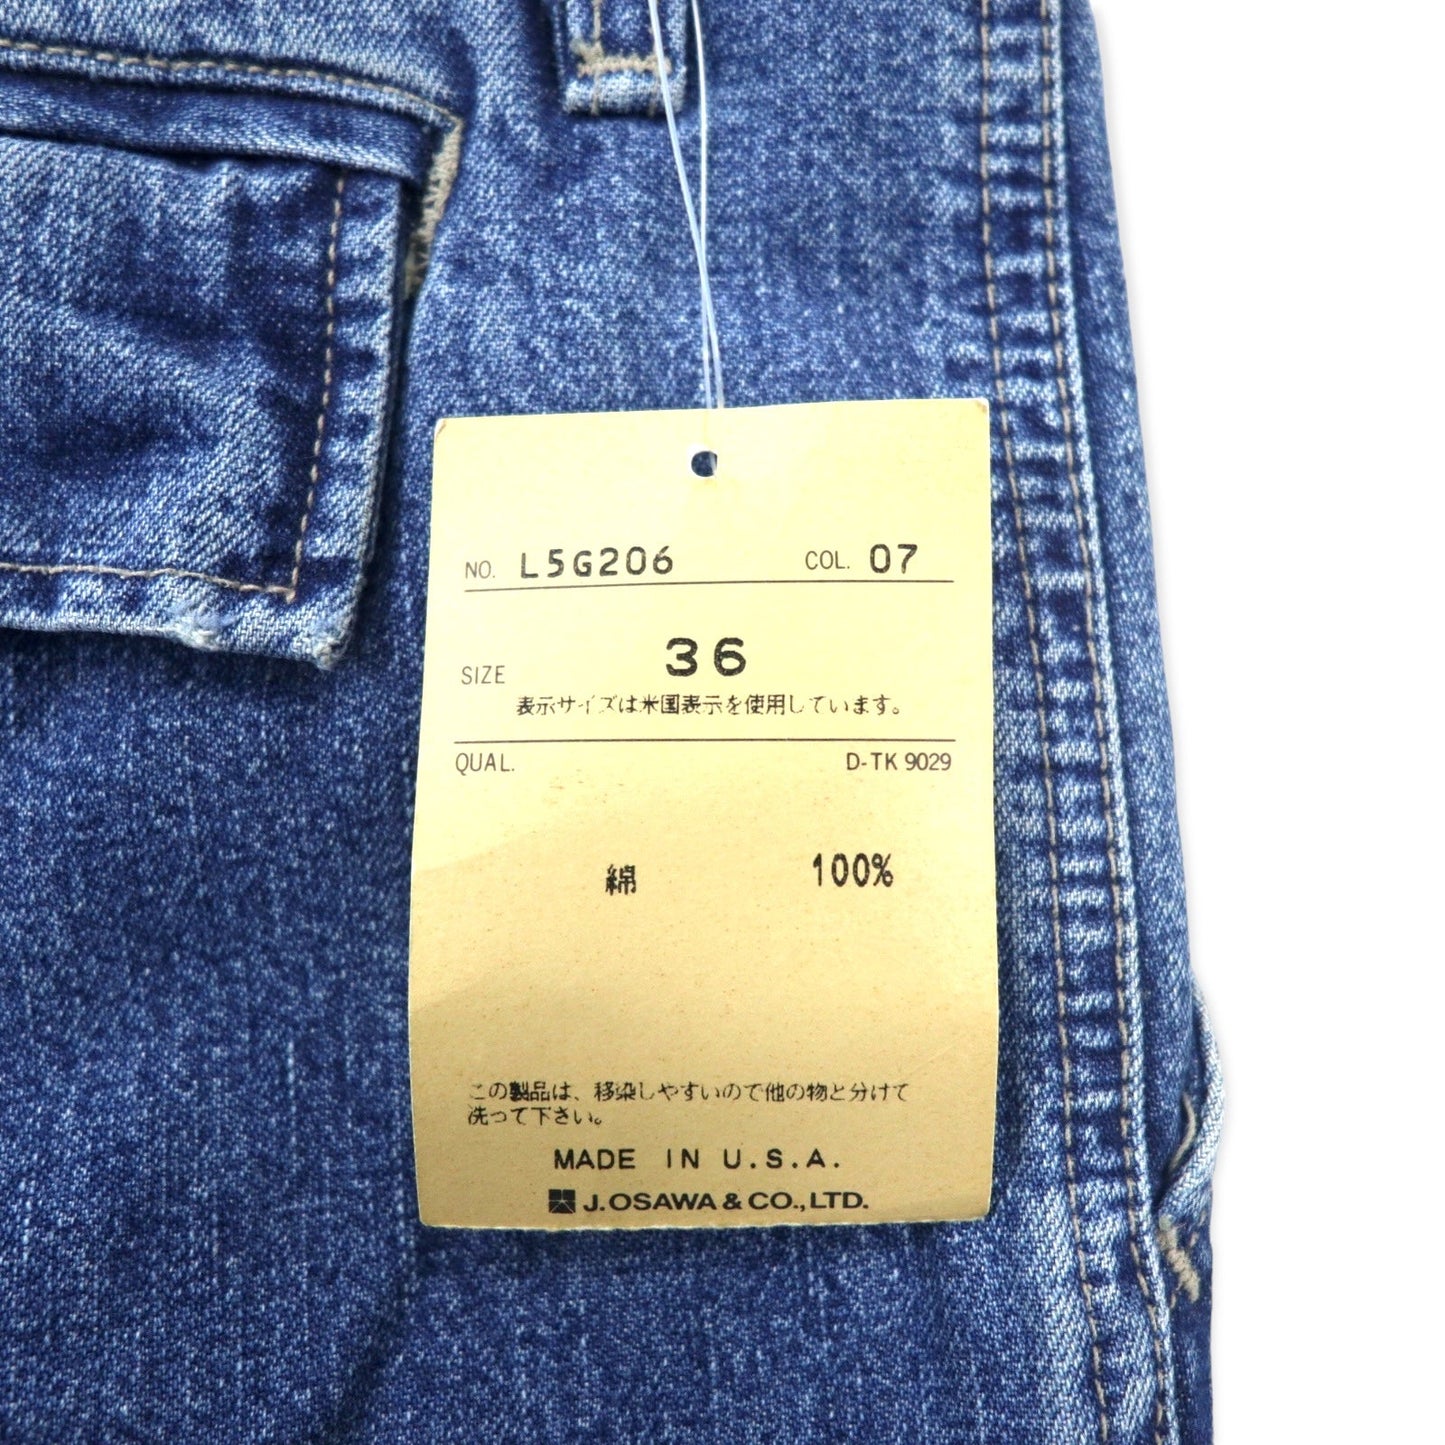 NO. L5G206 COL. 07
SIZE 36
表示サイズは米国表示を使用しています。
QUAL. D-TK 9029
綿 100%
この製品は、移染しやすいので他の物と分けて
洗って下さい。
MADE IN U.S.A.
J.OSAWA & CO.,LTD.